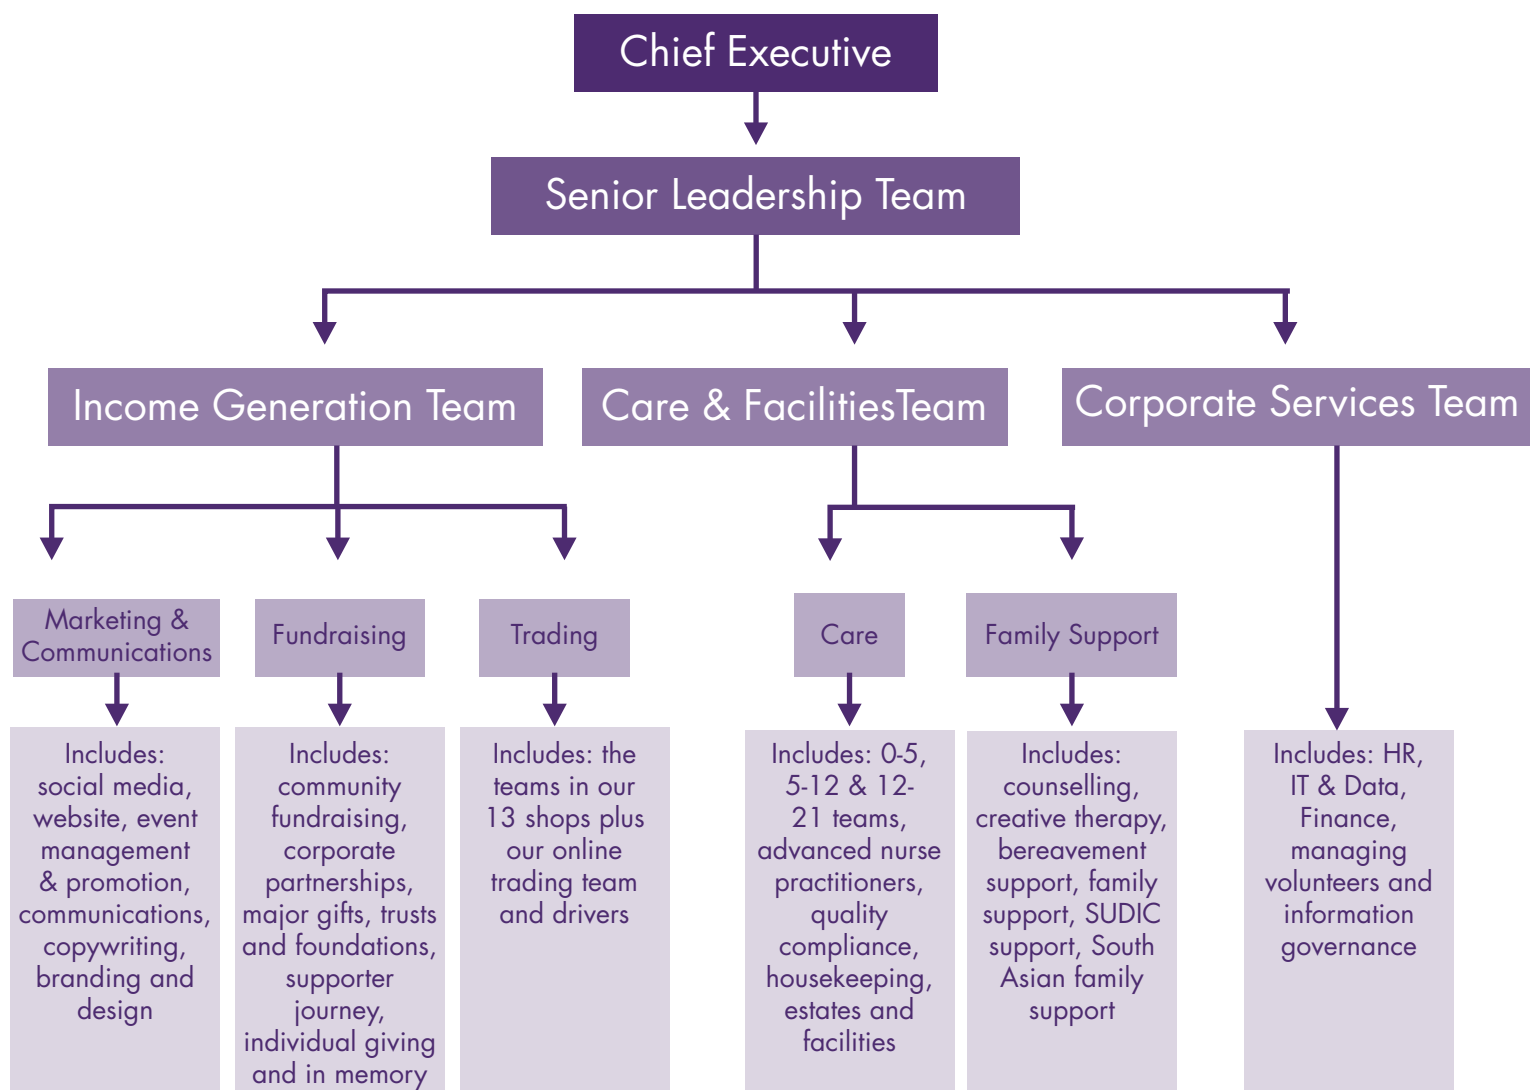 Chief Executive
Senior Leadership Team
Income Generation Team
Care & FacilitiesTeam
Corporate Services Team
Marketing &
Communications
Fundraising
Trading
Care
Family Support
Includes:
social media,
website, event
management
& promotion,
communications,
copywriting,
branding and
design
Includes:
community
fundraising,
corporate
partnerships,
major gifts, trusts
and foundations,
supporter
journey,
individual giving
and in memory
Includes: the
teams in our
13 shops plus
our online
trading team
and drivers
Includes: 0-5,
5-12 & 12-
21 teams,
advanced nurse
practitioners,
quality
compliance,
housekeeping,
estates and
facilities
Includes:
counselling,
creative therapy,
bereavement
support, family
support, SUDIC
support, South
Asian family
support
Includes: HR,
IT & Data,
Finance,
managing
volunteers and
information
governance